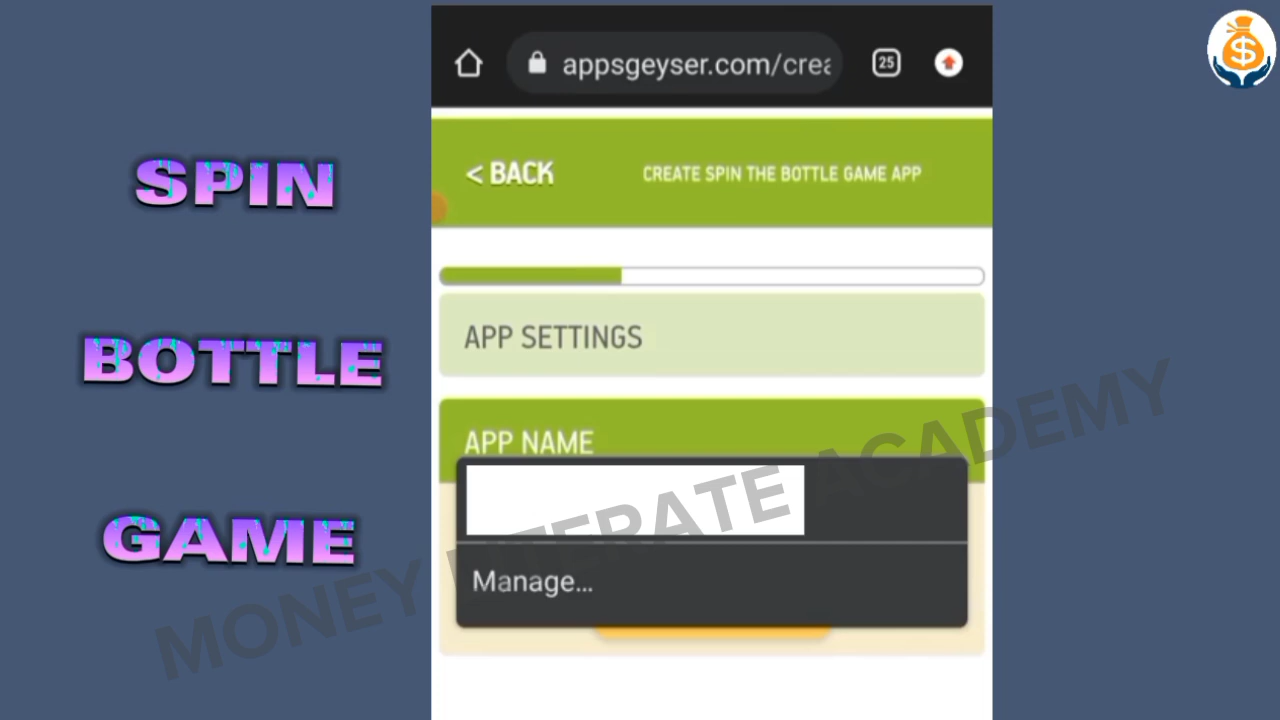 SPIN
BOTTLE
GAME
appsgeyser.com/crea
25
< BACK
CREATE SPIN THE BOTTLE GAME APP
APP SETTINGS
APP NAME
Manage...
MONEY LITERATE ACADEMY
$